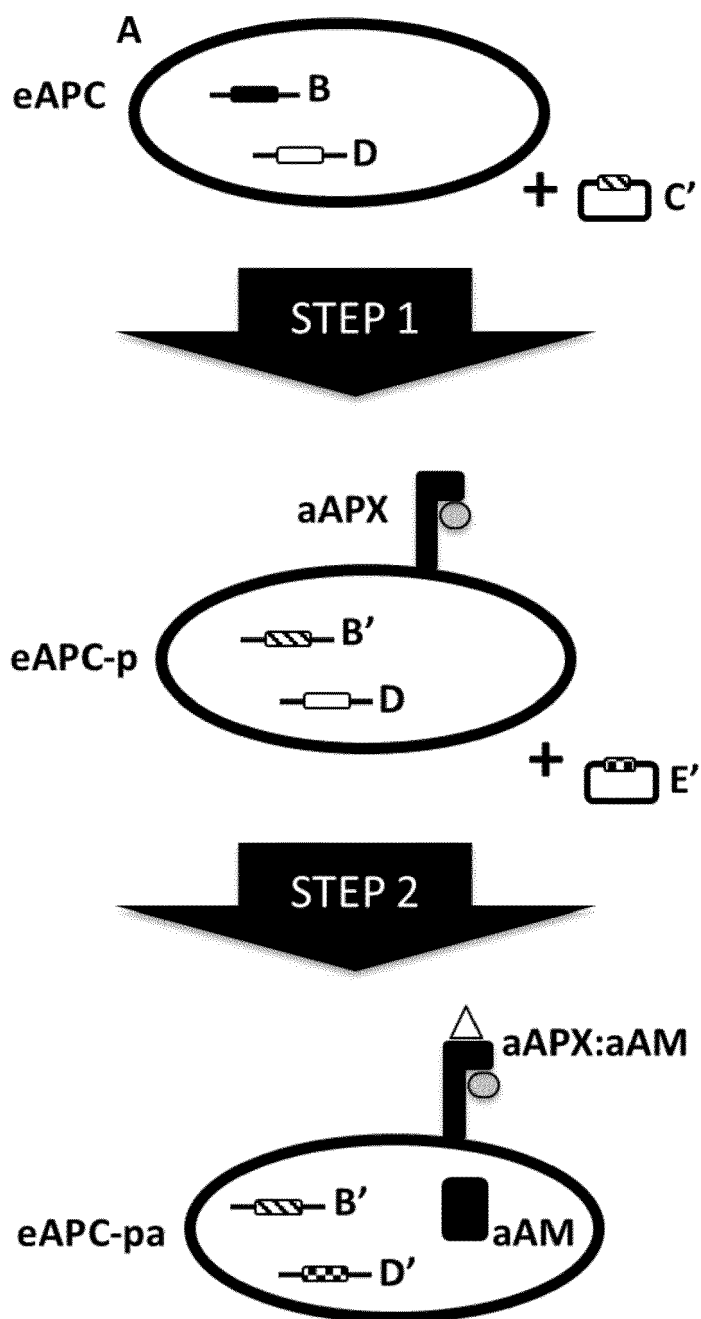 A
eAPC
B
D
+ C’
STEP 1
aAPX
eAPC-p
B’
D
+ E’
STEP 2
aAPX:aAM
eAPC-pa
B’
aAM
D’